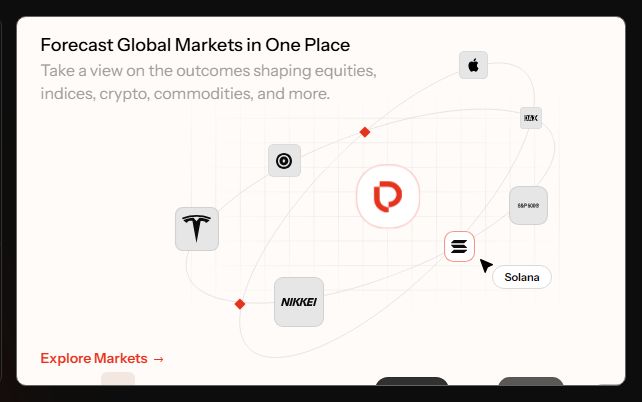 Forecast Global Markets in One Place
Take a view on the outcomes shaping equities,
indices, crypto, commodities, and more.
S&P 500®
Solana
NIKKEI
Explore Markets →